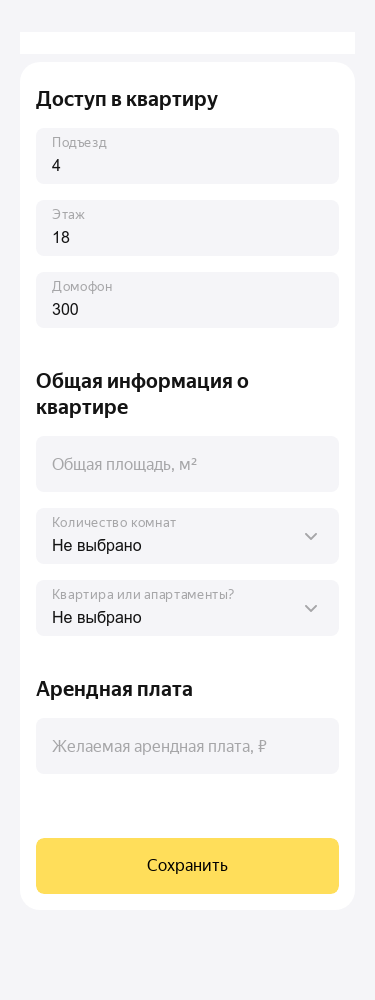 Доступ в квартиру
Подъезд
4
Этаж
18
Домофон
300
Общая информация о
квартире
Общая площадь, м²
Количество комнат
Не выбрано
Квартира или апартаменты?
Не выбрано
Арендная плата
Желаемая арендная плата, ₽
Сохранить